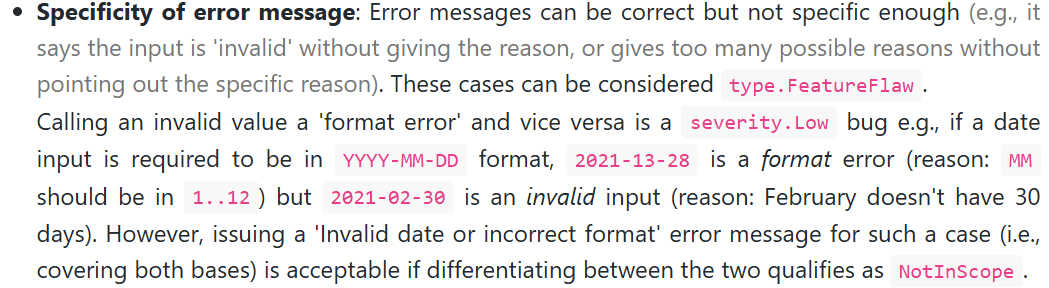 • Specificity of error message: Error messages can be correct but not specific enough (e.g., it
says the input is 'invalid' without giving the reason, or gives too many possible reasons without
pointing out the specific reason). These cases can be considered type.FeatureFlaw.
Calling an invalid value a 'format error' and vice versa is a severity.Low bug e.g., if a date
input is required to be in YYYY-MM-DD format, 2021-13-28 is a format error (reason: MM
should be in 1..12) but 2021-02-30 is an invalid input (reason: February doesn't have 30
days). However, issuing a 'Invalid date or incorrect format' error message for such a case (i.e.,
covering both bases) is acceptable if differentiating between the two qualifies as NotInScope.